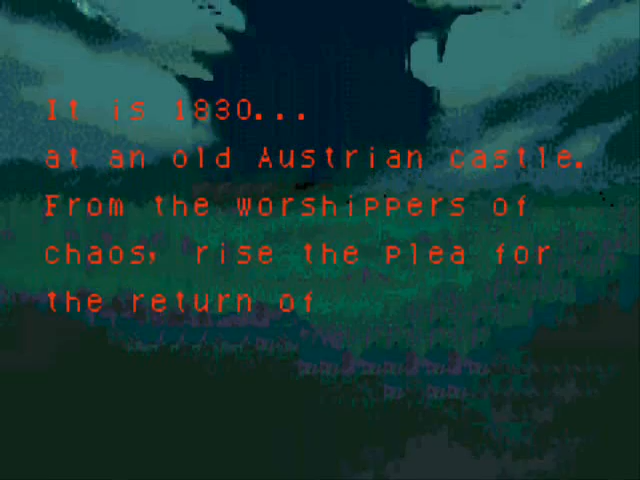 It is 1830...
at an old Austrian castle.
From the worshippers of
chaos, rise the plea for
the return of